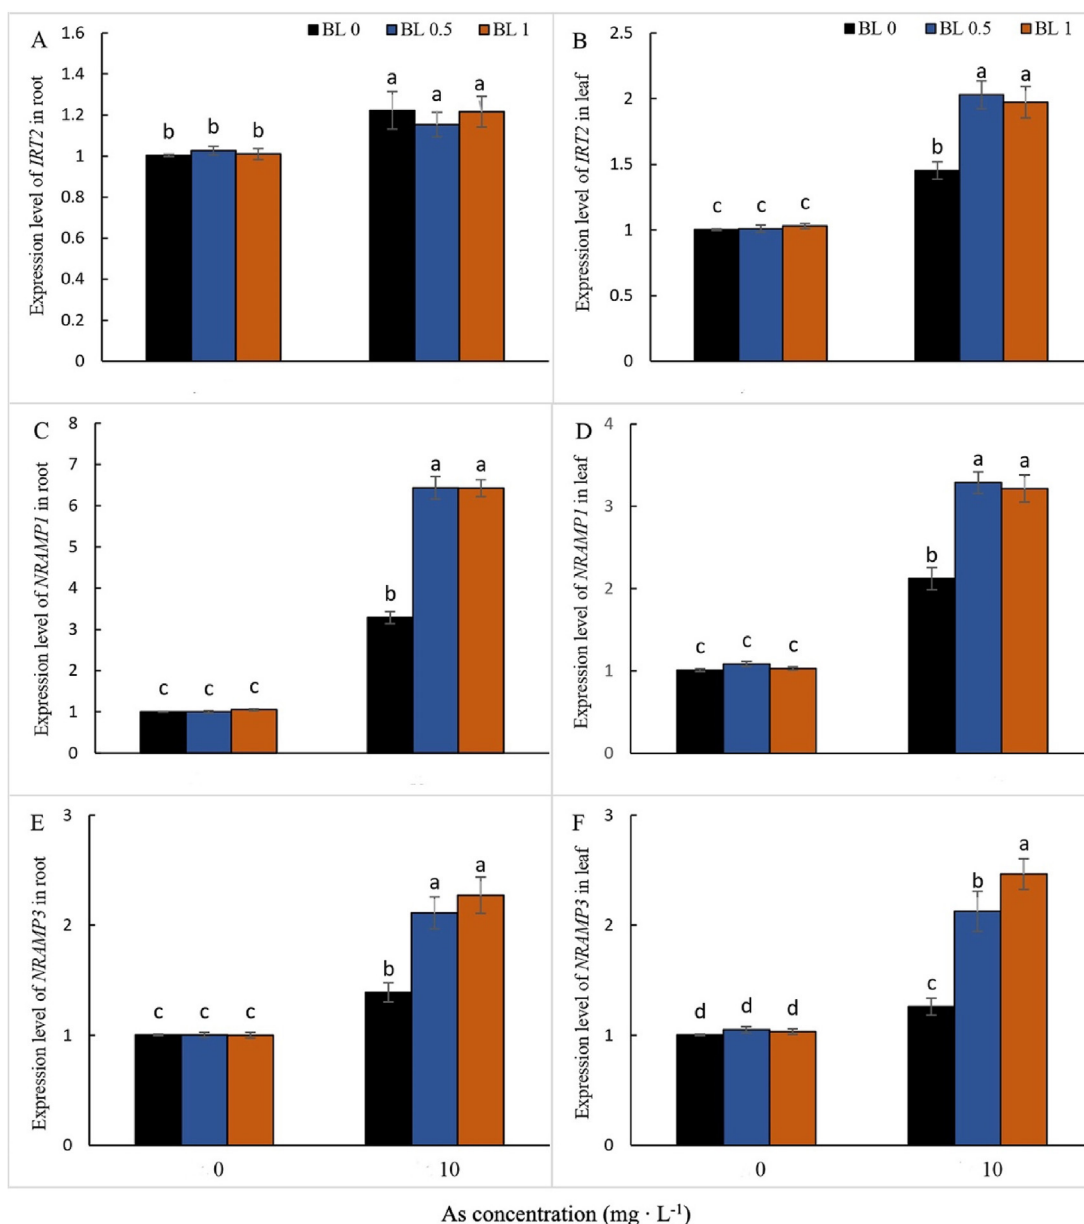 A
BL 0 BL 0.5 BL 1
Expression level of IRT2 in root
1.6
1.4
1.2
1
0.8
0.6
0.4
0.2
0
b b b a a a
B
BL 0 BL 0.5 BL 1
Expression level of IRT2 in leaf
2.5
2
1.5
1
0.5
0
c c c b a a
C
Expression level of NRAMP1 in root
8
7
6
5
4
3
2
1
0
c c c b a a
D
Expression level of NRAMP1 in leaf
4
3
2
1
0
c c c b a a
E
Expression level of NRAMP3 in root
3
2
1
0
c c c b a a
0 10
F
Expression level of NRAMP3 in leaf
3
2
1
0
d d d c b a
0 10
As concentration (mg · L-1)